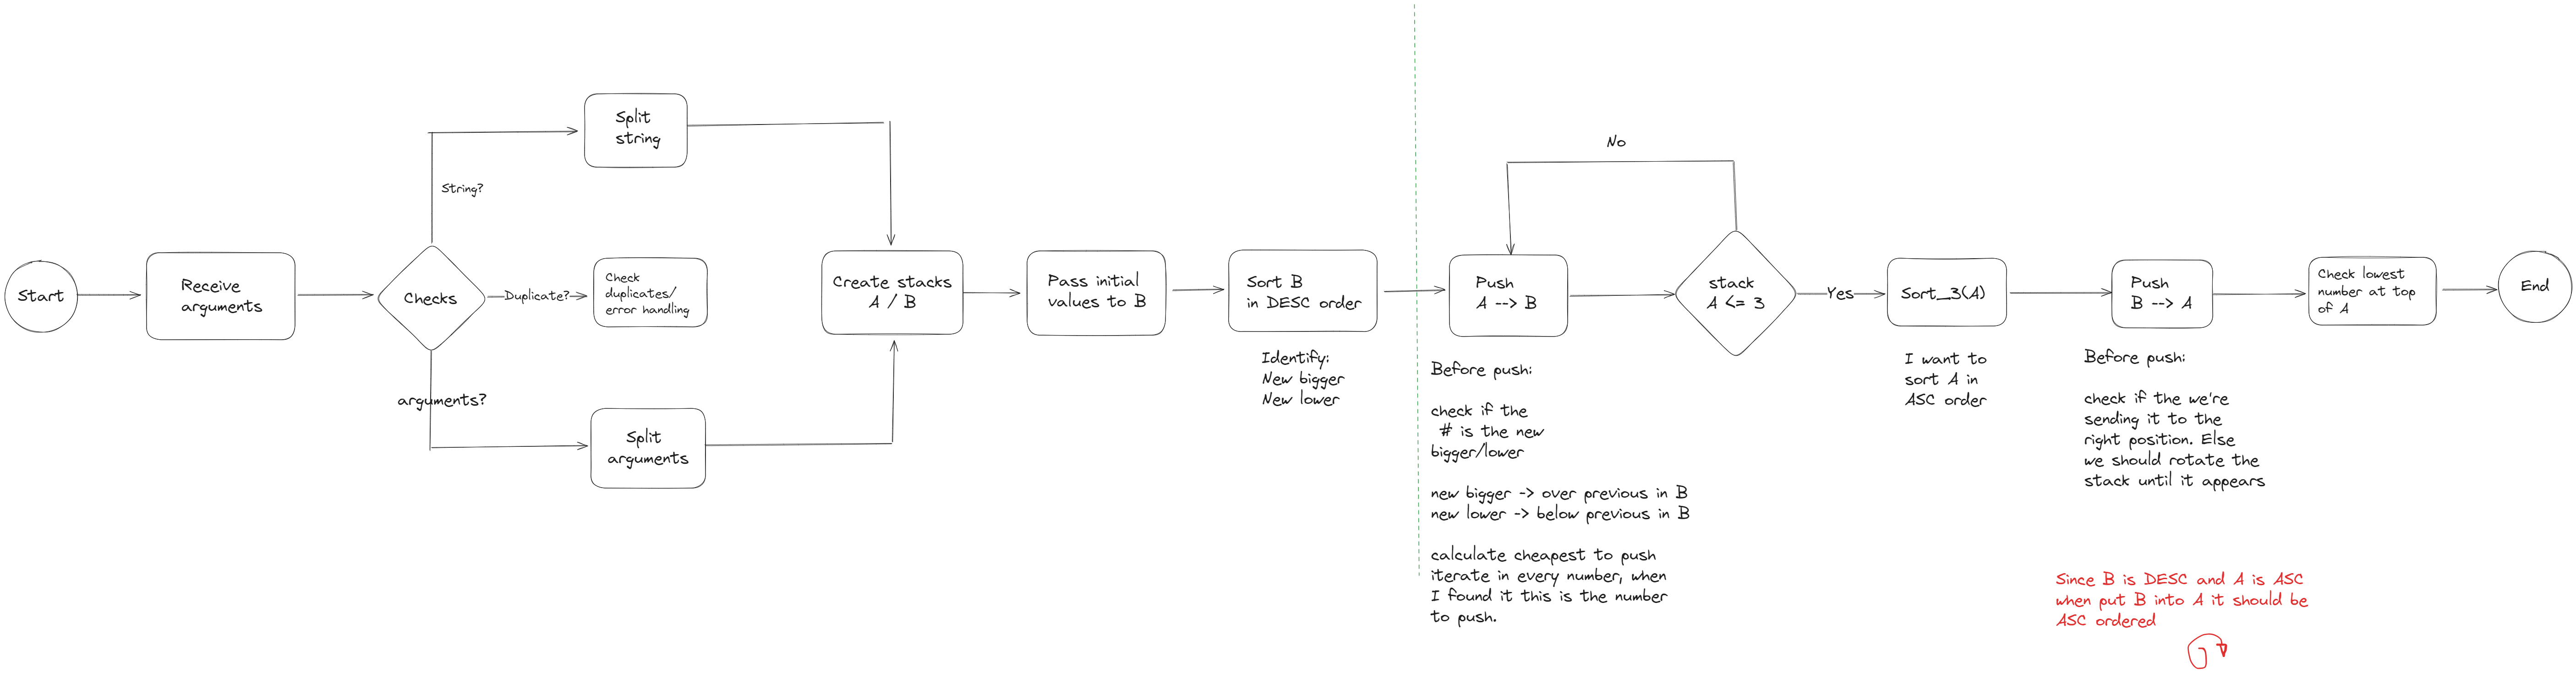 Start
Receive
arguments
Checks
String?
Split
string
Duplicate?
Check
duplicates/
error handling
arguments?
Split
arguments
Create stacks
A / B
Pass initial
values to B
Sort B
in DESC order
Identify:
New bigger
New lower
Push
A --> B
Before push:
check if the
# is the new
bigger/lower
new bigger -> over previous in B
new lower -> below previous in B
calculate cheapest to push
iterate in every number, when
I found it this is the number
to push.
No
stack
A <= 3
Yes
Sort_3(A)
I want to
sort A in
ASC order
Push
B --> A
Before push:
check if the we're
sending it to the
right position. Else
we should rotate the
stack until it appears
Since B is DESC and A is ASC
when put B into A it should be
ASC ordered
Check lowest
number at top
of A
End